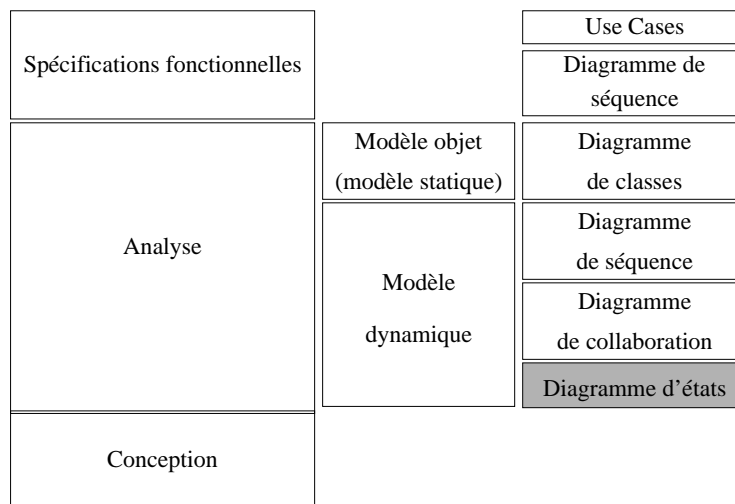 Spécifications fonctionnelles
Use Cases
Diagramme de
séquence
Analyse
Modèle objet
(modèle statique)
Diagramme
de classes
Modèle
dynamique
Diagramme
de séquence
Diagramme
de collaboration
Diagramme d’états
Conception